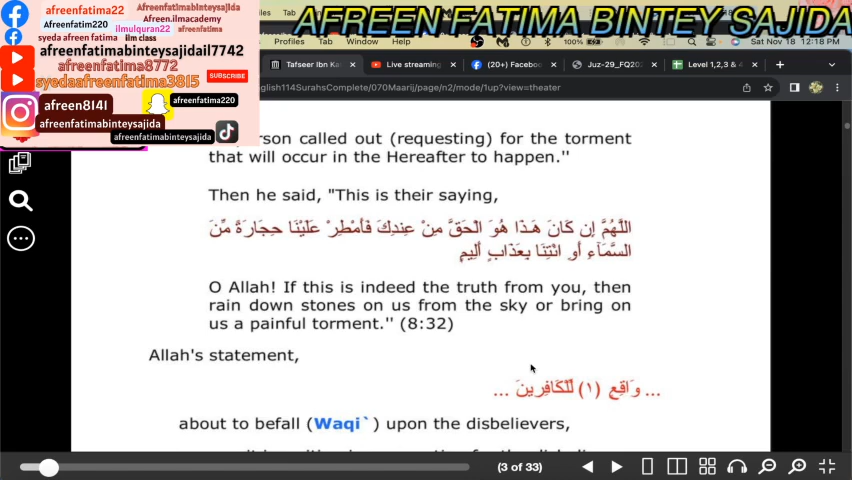 AFREEN FATIMA BINTEY SAJIDA
afreenfatima22
Afreenfatimabinteysajida
Afreenfatim220
Afreen.ilmacademy
ilmulquran22
afreenfatima
syeda afreen fatima
ilm class
afreenfatimabinteysajidail7742
afreenfatima8772
syedaafreenfatima3815
SUBSCRIBE
afreen8141
afreenfatima220
afreenfatimabinteysajida
afreenfatimabinteysajida
Profiles Tab Window Help
100%
Sat Nov 18 12:18 PM
Tafseer Ibn Ka
Live streaming
(20+) Faceboo
Juz-29_FQ202
Level 1,2,3 & 4
glish114SurahsComplete/070Maarij/page/n2/mode/1up?view=theater
erson called out (requesting) for the torment
that will occur in the Hereafter to happen.''
Then he said, "This is their saying,
اللَّهُمَّ إِن كَانَ هَـذَا هُوَ الْحَقَّ مِنْ عِندِكَ فَأَمْطِرْ عَلَيْنَا حِجَارَةً مِّنَ
السَّمَآءِ أَوِ ائْتِنَا بِعَذَابٍ أَلِيمٍ
O Allah! If this is indeed the truth from you, then
rain down stones on us from the sky or bring on
us a painful torment.'' (8:32)
Allah's statement,
... وَاقِعٍ (١) لِّلْكَافِرِينَ ...
about to befall (Waqi`) upon the disbelievers,
(3 of 33)